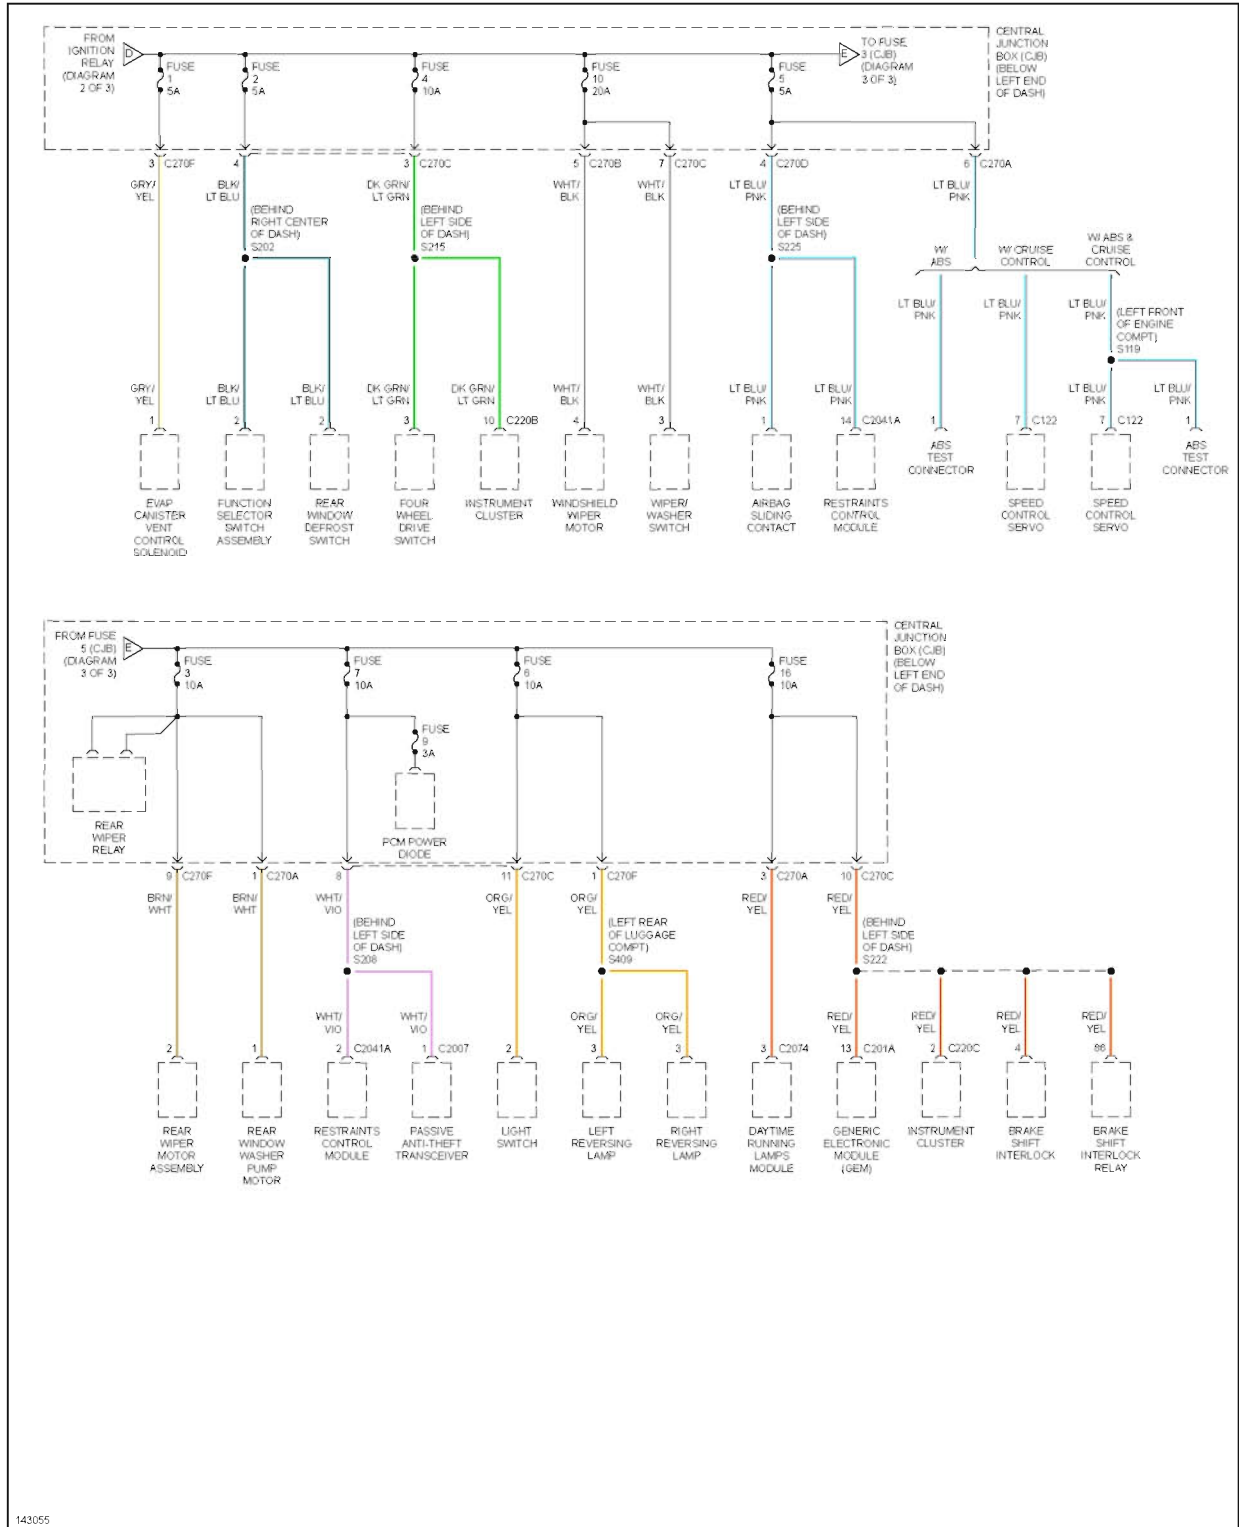 FROM
IGNITION
RELAY
(DIAGRAM
2 OF 3)
D
FUSE
1
5A
FUSE
2
5A
FUSE
4
10A
FUSE
10
20A
FUSE
5
5A
E
TO FUSE
3 (CJB)
(DIAGRAM
3 OF 3)
CENTRAL
JUNCTION
BOX (CJB)
(BELOW
LEFT END
OF DASH)
3 C270F
4
3 C270C
5 C270B
7 C270C
4 C270D
6 C270A
GRY/
YEL
BLK/
LT BLU
DK GRN/
LT GRN
WHT/
BLK
WHT/
BLK
LT BLU/
PNK
LT BLU/
PNK
(BEHIND
RIGHT CENTER
OF DASH)
S202
(BEHIND
LEFT SIDE
OF DASH)
S215
(BEHIND
LEFT SIDE
OF DASH)
S225
W/
ABS
W/ CRUISE
CONTROL
W/ ABS &
CRUISE
CONTROL
LT BLU/
PNK
LT BLU/
PNK
LT BLU/
PNK
(LEFT FRONT
OF ENGINE
COMPT)
S119
GRY/
YEL
BLK/
LT BLU
BLK/
LT BLU
DK GRN/
LT GRN
DK GRN/
LT GRN
WHT/
BLK
WHT/
BLK
LT BLU/
PNK
LT BLU/
PNK
LT BLU/
PNK
LT BLU/
PNK
1
2
2
3
10 C220B
4
3
1
14 C2041A
1
7 C122
7 C122
1
EVAP
CANISTER
VENT
CONTROL
SOLENOID
FUNCTION
SELECTOR
SWITCH
ASSEMBLY
REAR
WINDOW
DEFROST
SWITCH
FOUR
WHEEL
DRIVE
SWITCH
INSTRUMENT
CLUSTER
WINDSHIELD
WIPER
MOTOR
WIPER/
WASHER
SWITCH
AIRBAG
SLIDING
CONTACT
RESTRAINTS
CONTROL
MODULE
ABS
TEST
CONNECTOR
SPEED
CONTROL
SERVO
SPEED
CONTROL
SERVO
ABS
TEST
CONNECTOR
FROM FUSE
5 (CJB)
(DIAGRAM
3 OF 3)
E
FUSE
3
10A
FUSE
7
10A
FUSE
6
10A
FUSE
16
10A
CENTRAL
JUNCTION
BOX (CJB)
(BELOW
LEFT END
OF DASH)
FUSE
9
3A
REAR
WIPER
RELAY
PCM POWER
DIODE
C270F
1 C270A
8
11 C270C
1 C270F
3 C270A
10 C270C
BRN/
WHT
BRN/
WHT
WHT/
VIO
ORG/
YEL
ORG/
YEL
RED/
YEL
RED/
YEL
(BEHIND
LEFT SIDE
OF DASH)
S208
(LEFT REAR
OF LUGGAGE
COMPT)
S409
(BEHIND
LEFT SIDE
OF DASH)
S222
WHT/
VIO
WHT/
VIO
ORG/
YEL
ORG/
YEL
RED/
YEL
RED/
YEL
RED/
YEL
RED/
YEL
2
1
2 C2041A
1 C2007
2
3
3
3 C2074
13 C201A
2 C220C
4
86
REAR
WIPER
MOTOR
ASSEMBLY
REAR
WINDOW
WASHER
PUMP
MOTOR
RESTRAINTS
CONTROL
MODULE
PASSIVE
ANTI-THEFT
TRANSCEIVER
LIGHT
SWITCH
LEFT
REVERSING
LAMP
RIGHT
REVERSING
LAMP
DAYTIME
RUNNING
LAMPS
MODULE
GENERIC
ELECTRONIC
MODULE
(GEM)
INSTRUMENT
CLUSTER
BRAKE
SHIFT
INTERLOCK
BRAKE
SHIFT
INTERLOCK
RELAY
143055